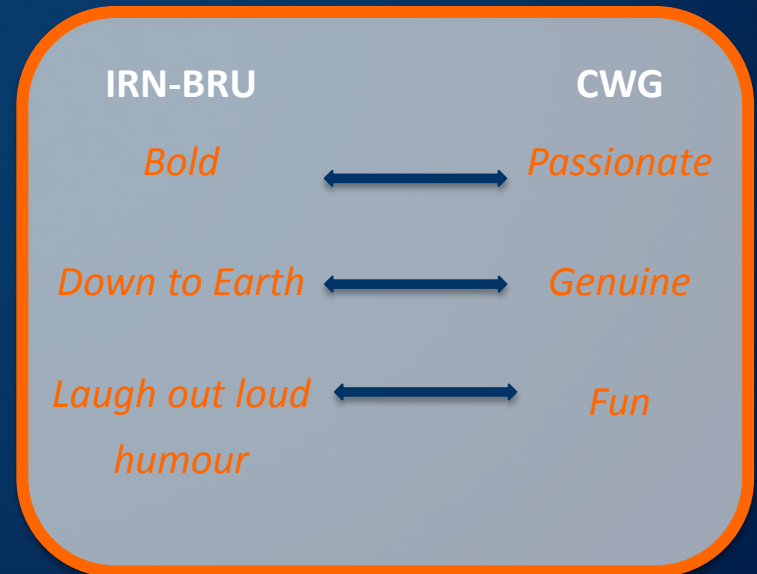 IRN-BRU CWG
Bold Passionate
Down to Earth Genuine
Laugh out loud Fun
humour